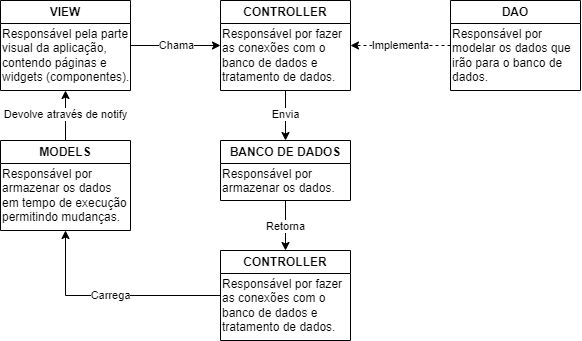 VIEW
Responsável pela parte
visual da aplicação,
contendo páginas e
widgets (componentes).
Chama
CONTROLLER
Responsável por fazer
as conexões com o
banco de dados e
tratamento de dados.
Implementa
DAO
Responsável por
modelar os dados que
irão para o banco de
dados.
Devolve através de notify
Envia
MODELS
Responsável por
armazenar os dados
em tempo de execução
permitindo mudanças.
BANCO DE DADOS
Responsável por
armazenar os dados.
Retorna
CONTROLLER
Responsável por fazer
as conexões com o
banco de dados e
tratamento de dados.
Carrega